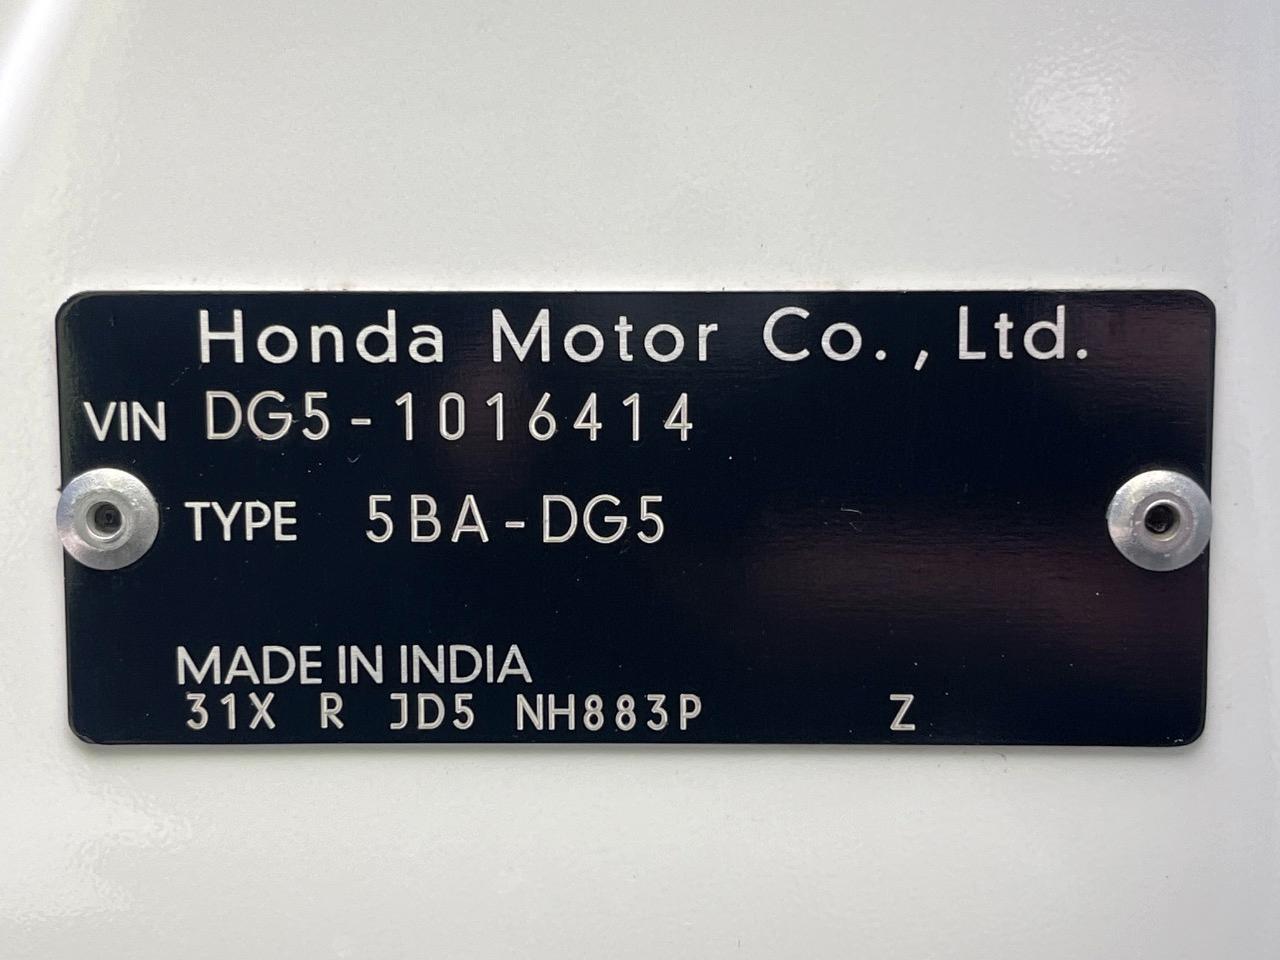 Honda Motor Co., Ltd.
VIN DG5-1016414
TYPE 5BA-DG5
MADE IN INDIA
31X R JD5 NH883P Z